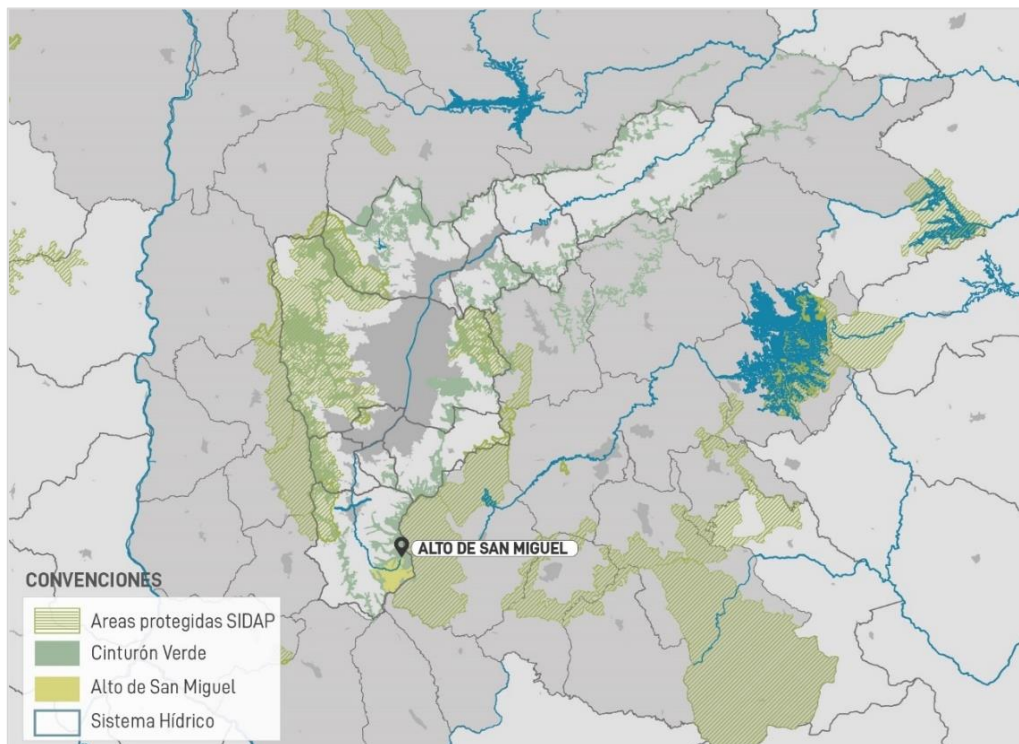 ALTO DE SAN MIGUEL
CONVENCIONES
Areas protegidas SIDAP
Cinturón Verde
Alto de San Miguel
Sistema Hídrico